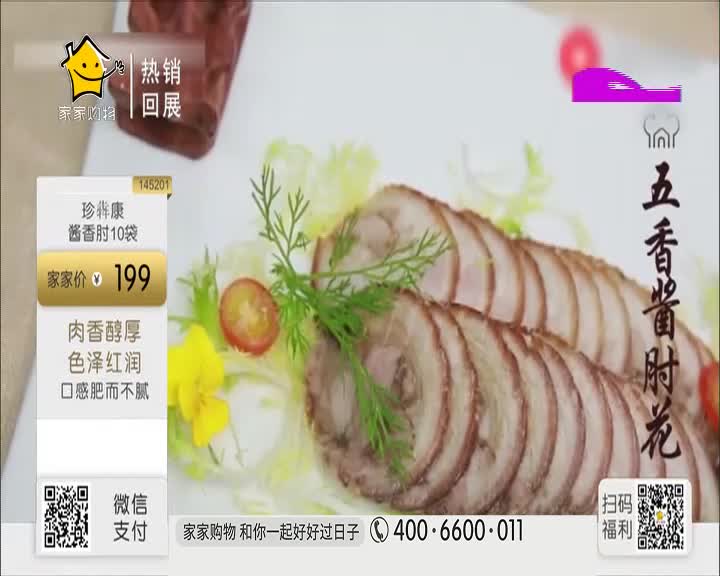 家家购物
热销
回展
145201
珍犇康
酱香肘10袋
家家价 ¥ 199
肉香醇厚
色泽红润
口感肥而不腻
微信
支付
五香酱肘花
家家购物 和你一起好好过日子
400·6600·011
扫码
福利